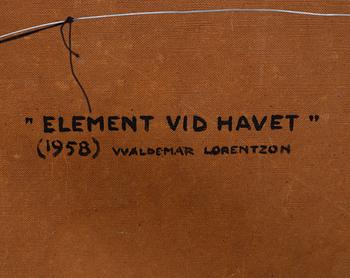 " ELEMENT VID HAVET "
(1958) WALDEMAR LORENTZON